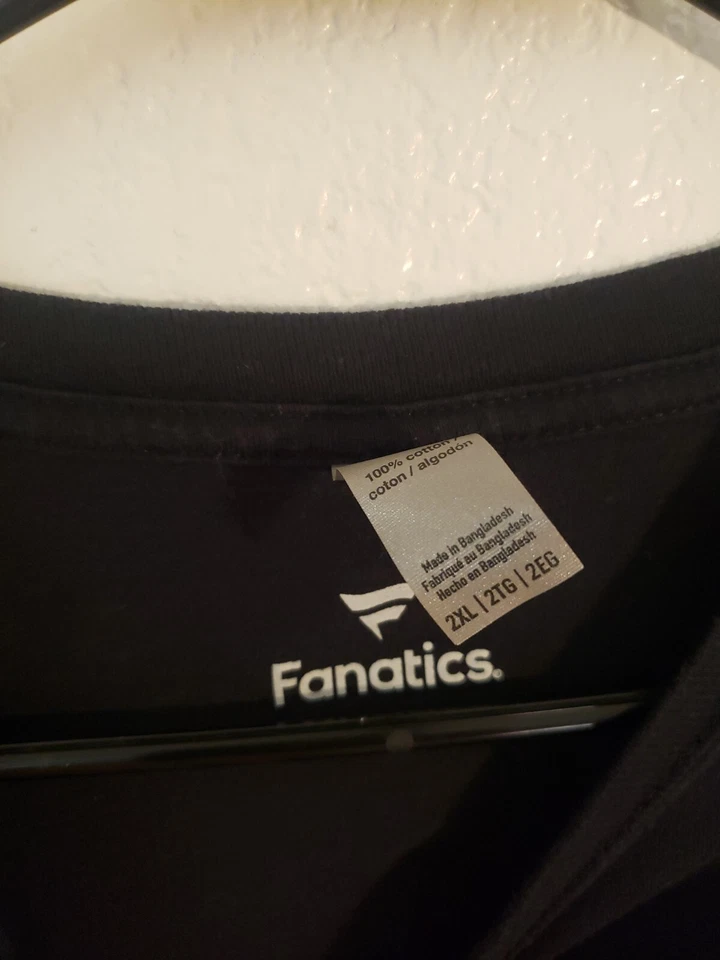 100% cotton /
coton / algodón
Made in Bangladesh
Fabriqué au Bangladesh
Hecho en Bangladesh
2XL | 2TG | 2EG
Fanatics.